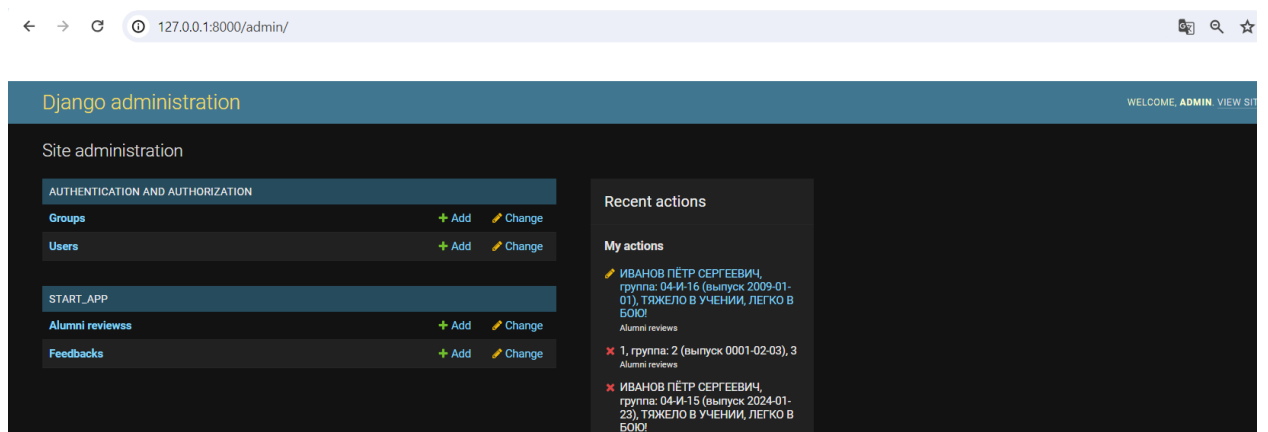 127.0.0.1:8000/admin/
Django administration
WELCOME, ADMIN. VIEW SIT
Site administration
AUTHENTICATION AND AUTHORIZATION
Groups + Add Change
Users + Add Change
START_APP
Alumni reviewss + Add Change
Feedbacks + Add Change
Recent actions
My actions
ИВАНОВ ПЁТР СЕРГЕЕВИЧ,
группа: 04-И-16 (выпуск 2009-01-
01), ТЯЖЕЛО В УЧЕНИИ, ЛЕГКО В
БОЮ!
Alumni reviews
1, группа: 2 (выпуск 0001-02-03), 3
Alumni reviews
ИВАНОВ ПЁТР СЕРГЕЕВИЧ,
группа: 04-И-15 (выпуск 2024-01-
23), ТЯЖЕЛО В УЧЕНИИ, ЛЕГКО В
БОЮ!